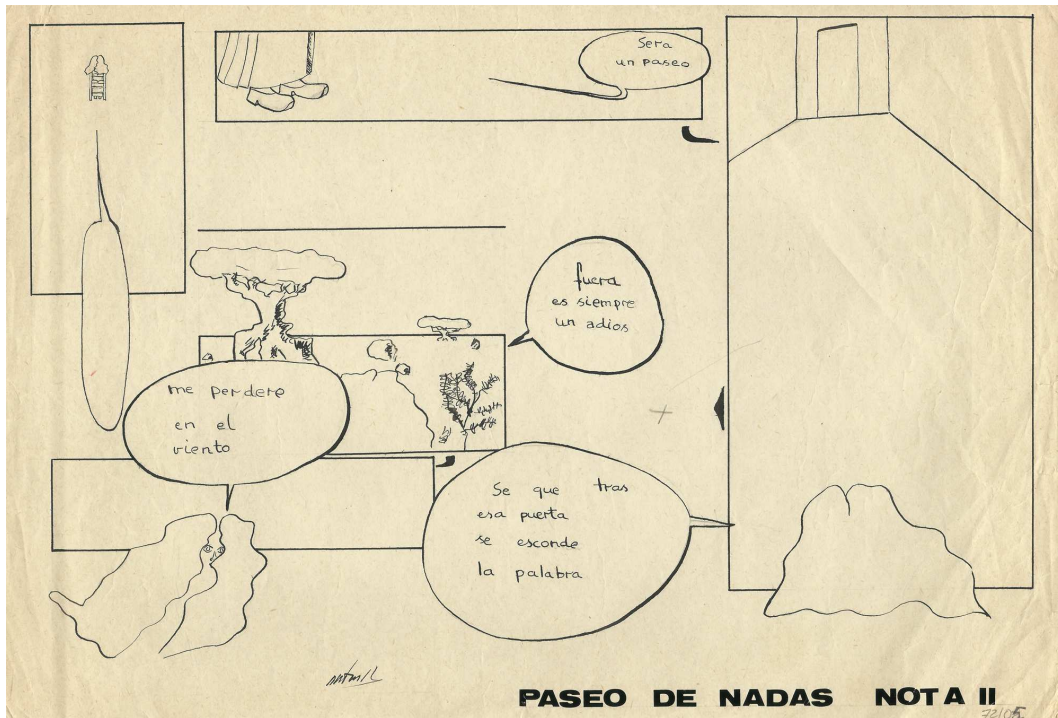 Sera
un paseo
fuera
es siempre
un adios
me perdere
en el
viento
Se que tras
esa puerta
se esconde
la palabra
PASEO DE NADAS NOTA II